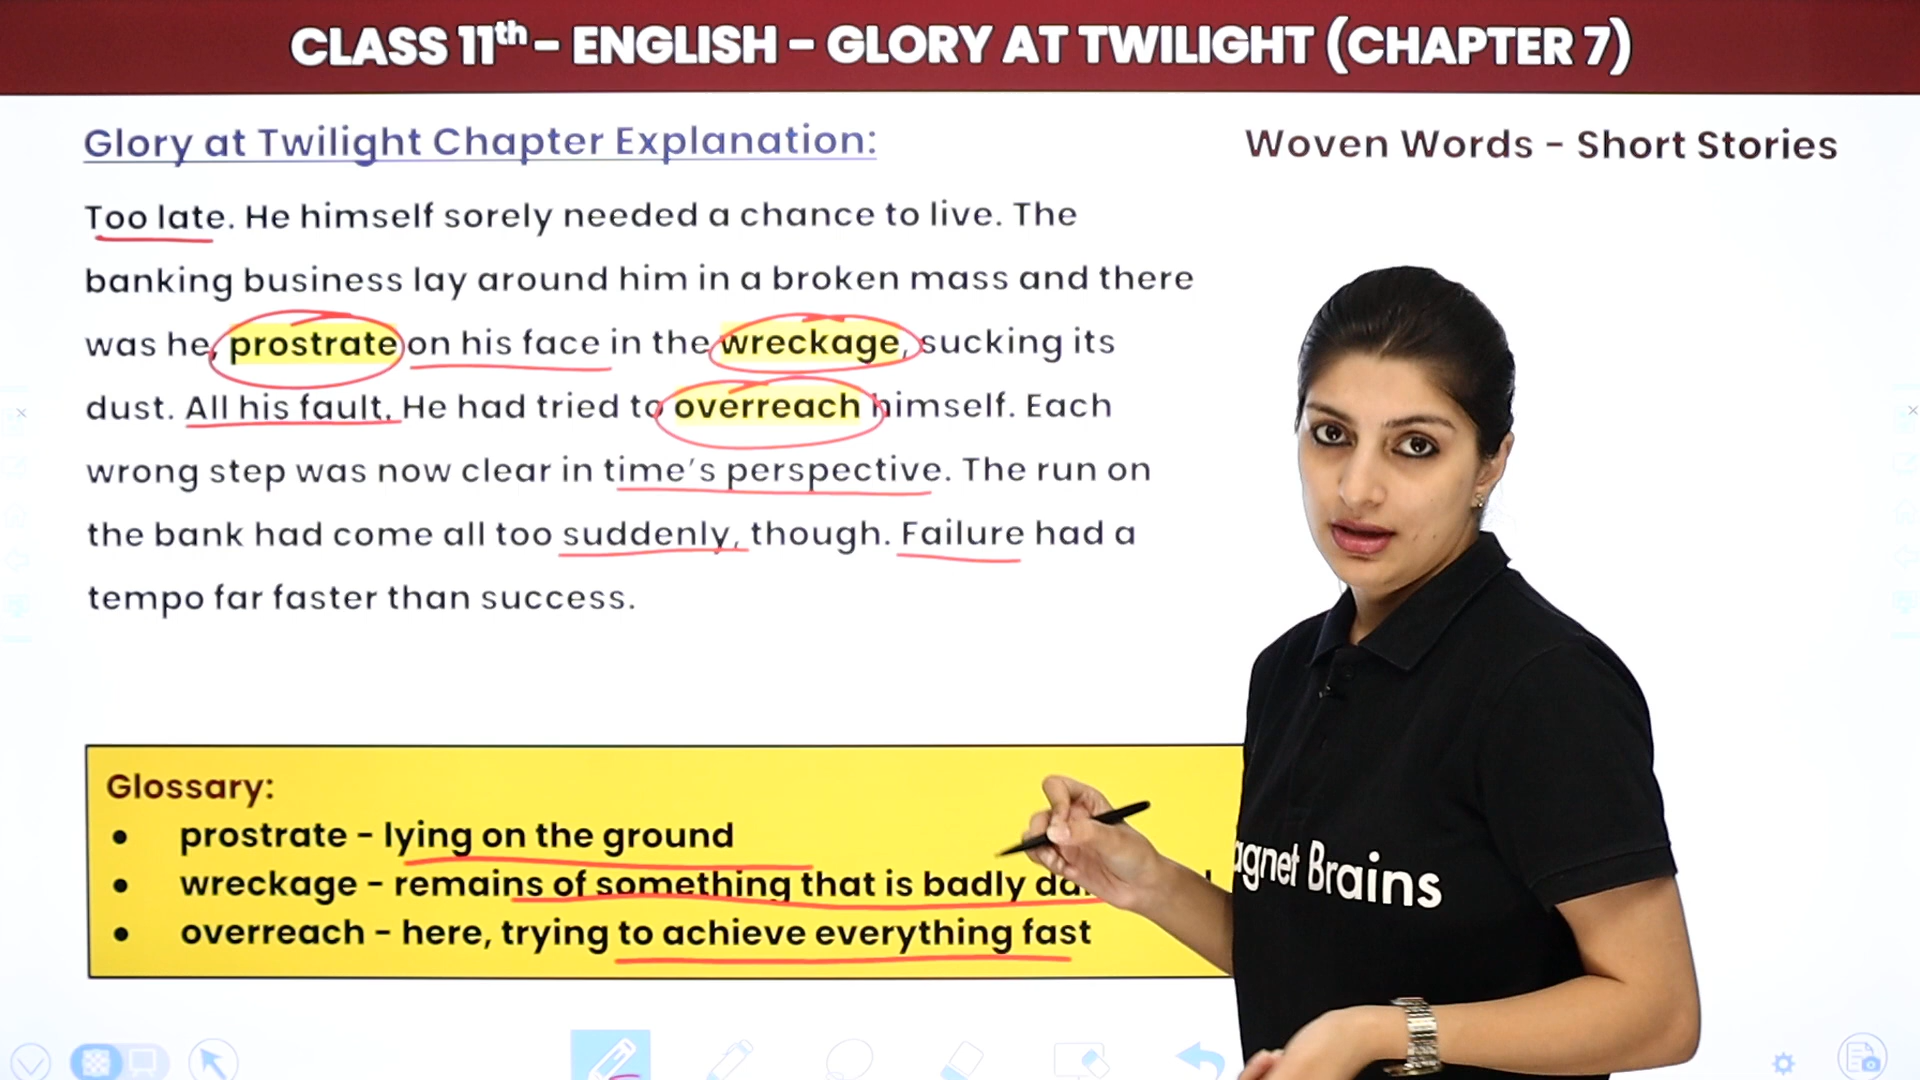 CLASS 11th – ENGLISH – GLORY AT TWILIGHT (CHAPTER 7)
Glory at Twilight Chapter Explanation:
Woven Words – Short Stories
Too late. He himself sorely needed a chance to live. The
banking business lay around him in a broken mass and there
was he, prostrate on his face in the wreckage, sucking its
dust. All his fault. He had tried to overreach himself. Each
wrong step was now clear in time's perspective. The run on
the bank had come all too suddenly, though. Failure had a
tempo far faster than success.
Glossary:
● prostrate – lying on the ground
● wreckage – remains of something that is badly
● overreach – here, trying to achieve everything fast
agnet Brains